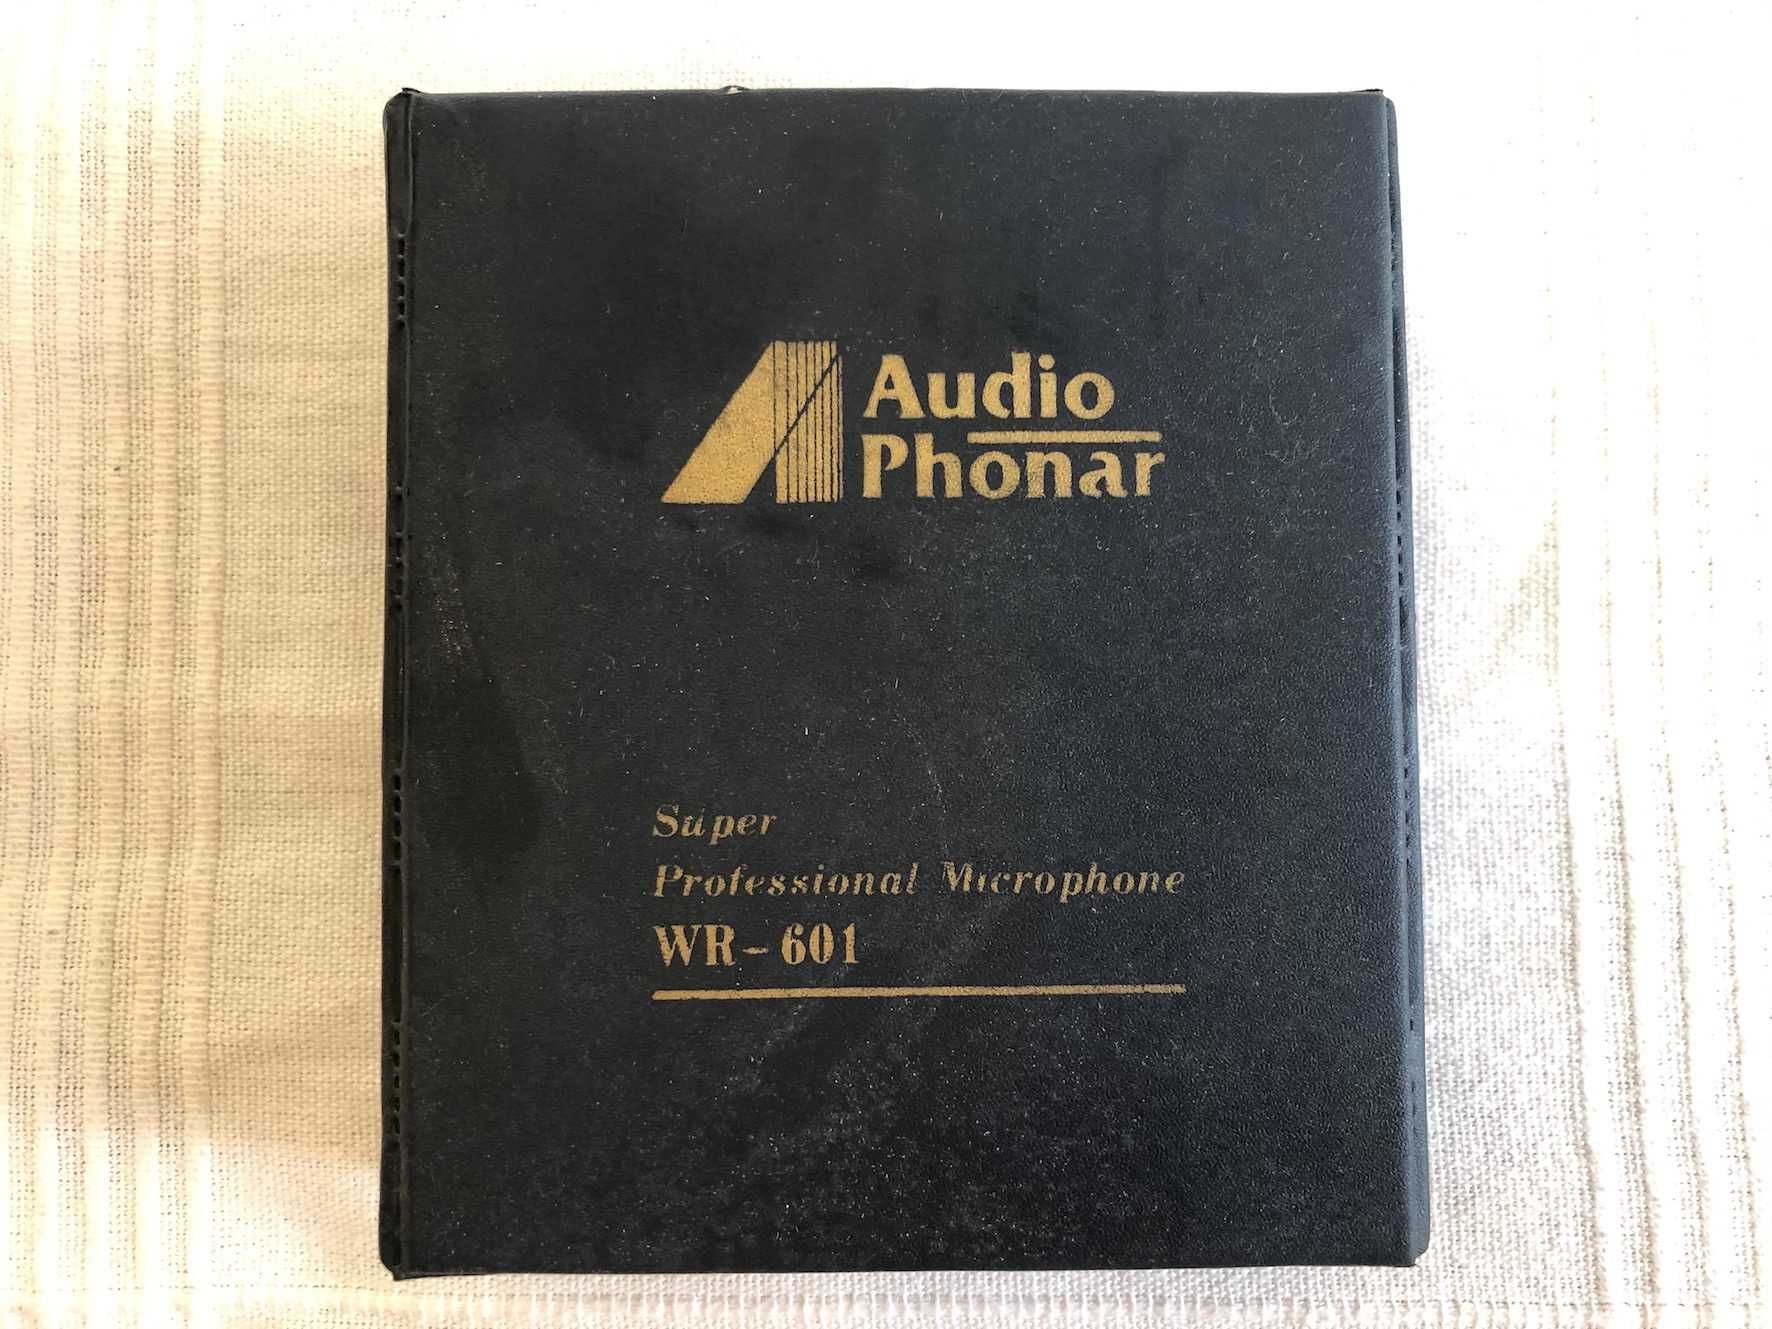 Audio
Phonar
Super
Professional Microphone
WR-601